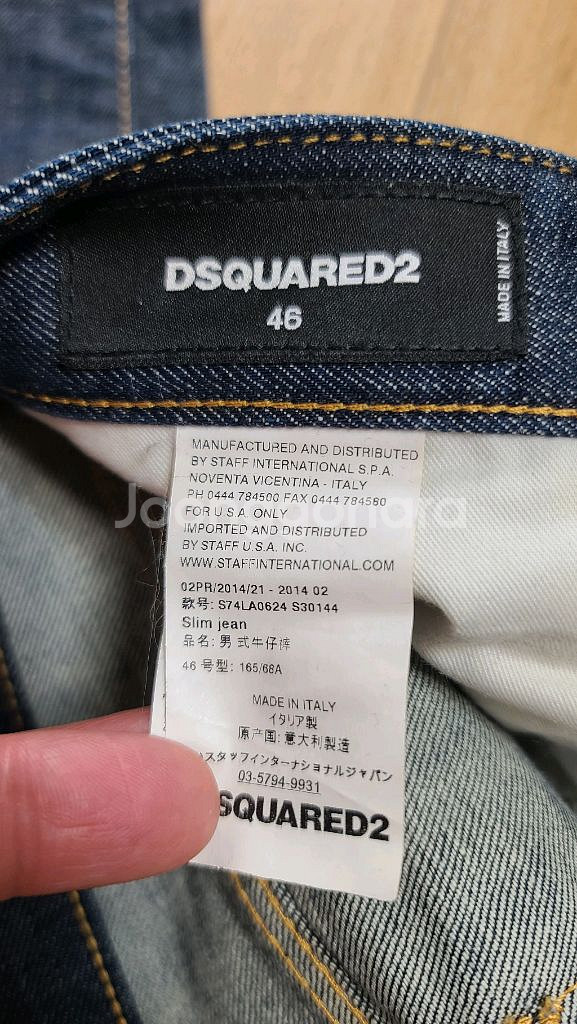 DSQUARED2
46
MADE IN ITALY
MANUFACTURED AND DISTRIBUTED
BY STAFF INTERNATIONAL S.P.A.
NOVENTA VICENTINA - ITALY
PH 0444 784500 FAX 0444 784580
FOR U.S.A. ONLY
IMPORTED AND DISTRIBUTED
BY STAFF U.S.A. INC.
WWW.STAFFINTERNATIONAL.COM
02PR/2014/21 - 2014 02
款号: S74LA0624 S30144
Slim jean
品名: 男 式牛仔裤
46 号型: 165/68A
MADE IN ITALY
イタリア製
原产国: 意大利製造
スタッフインターナショナルジャパン
03-5794-9931
SQUARED2